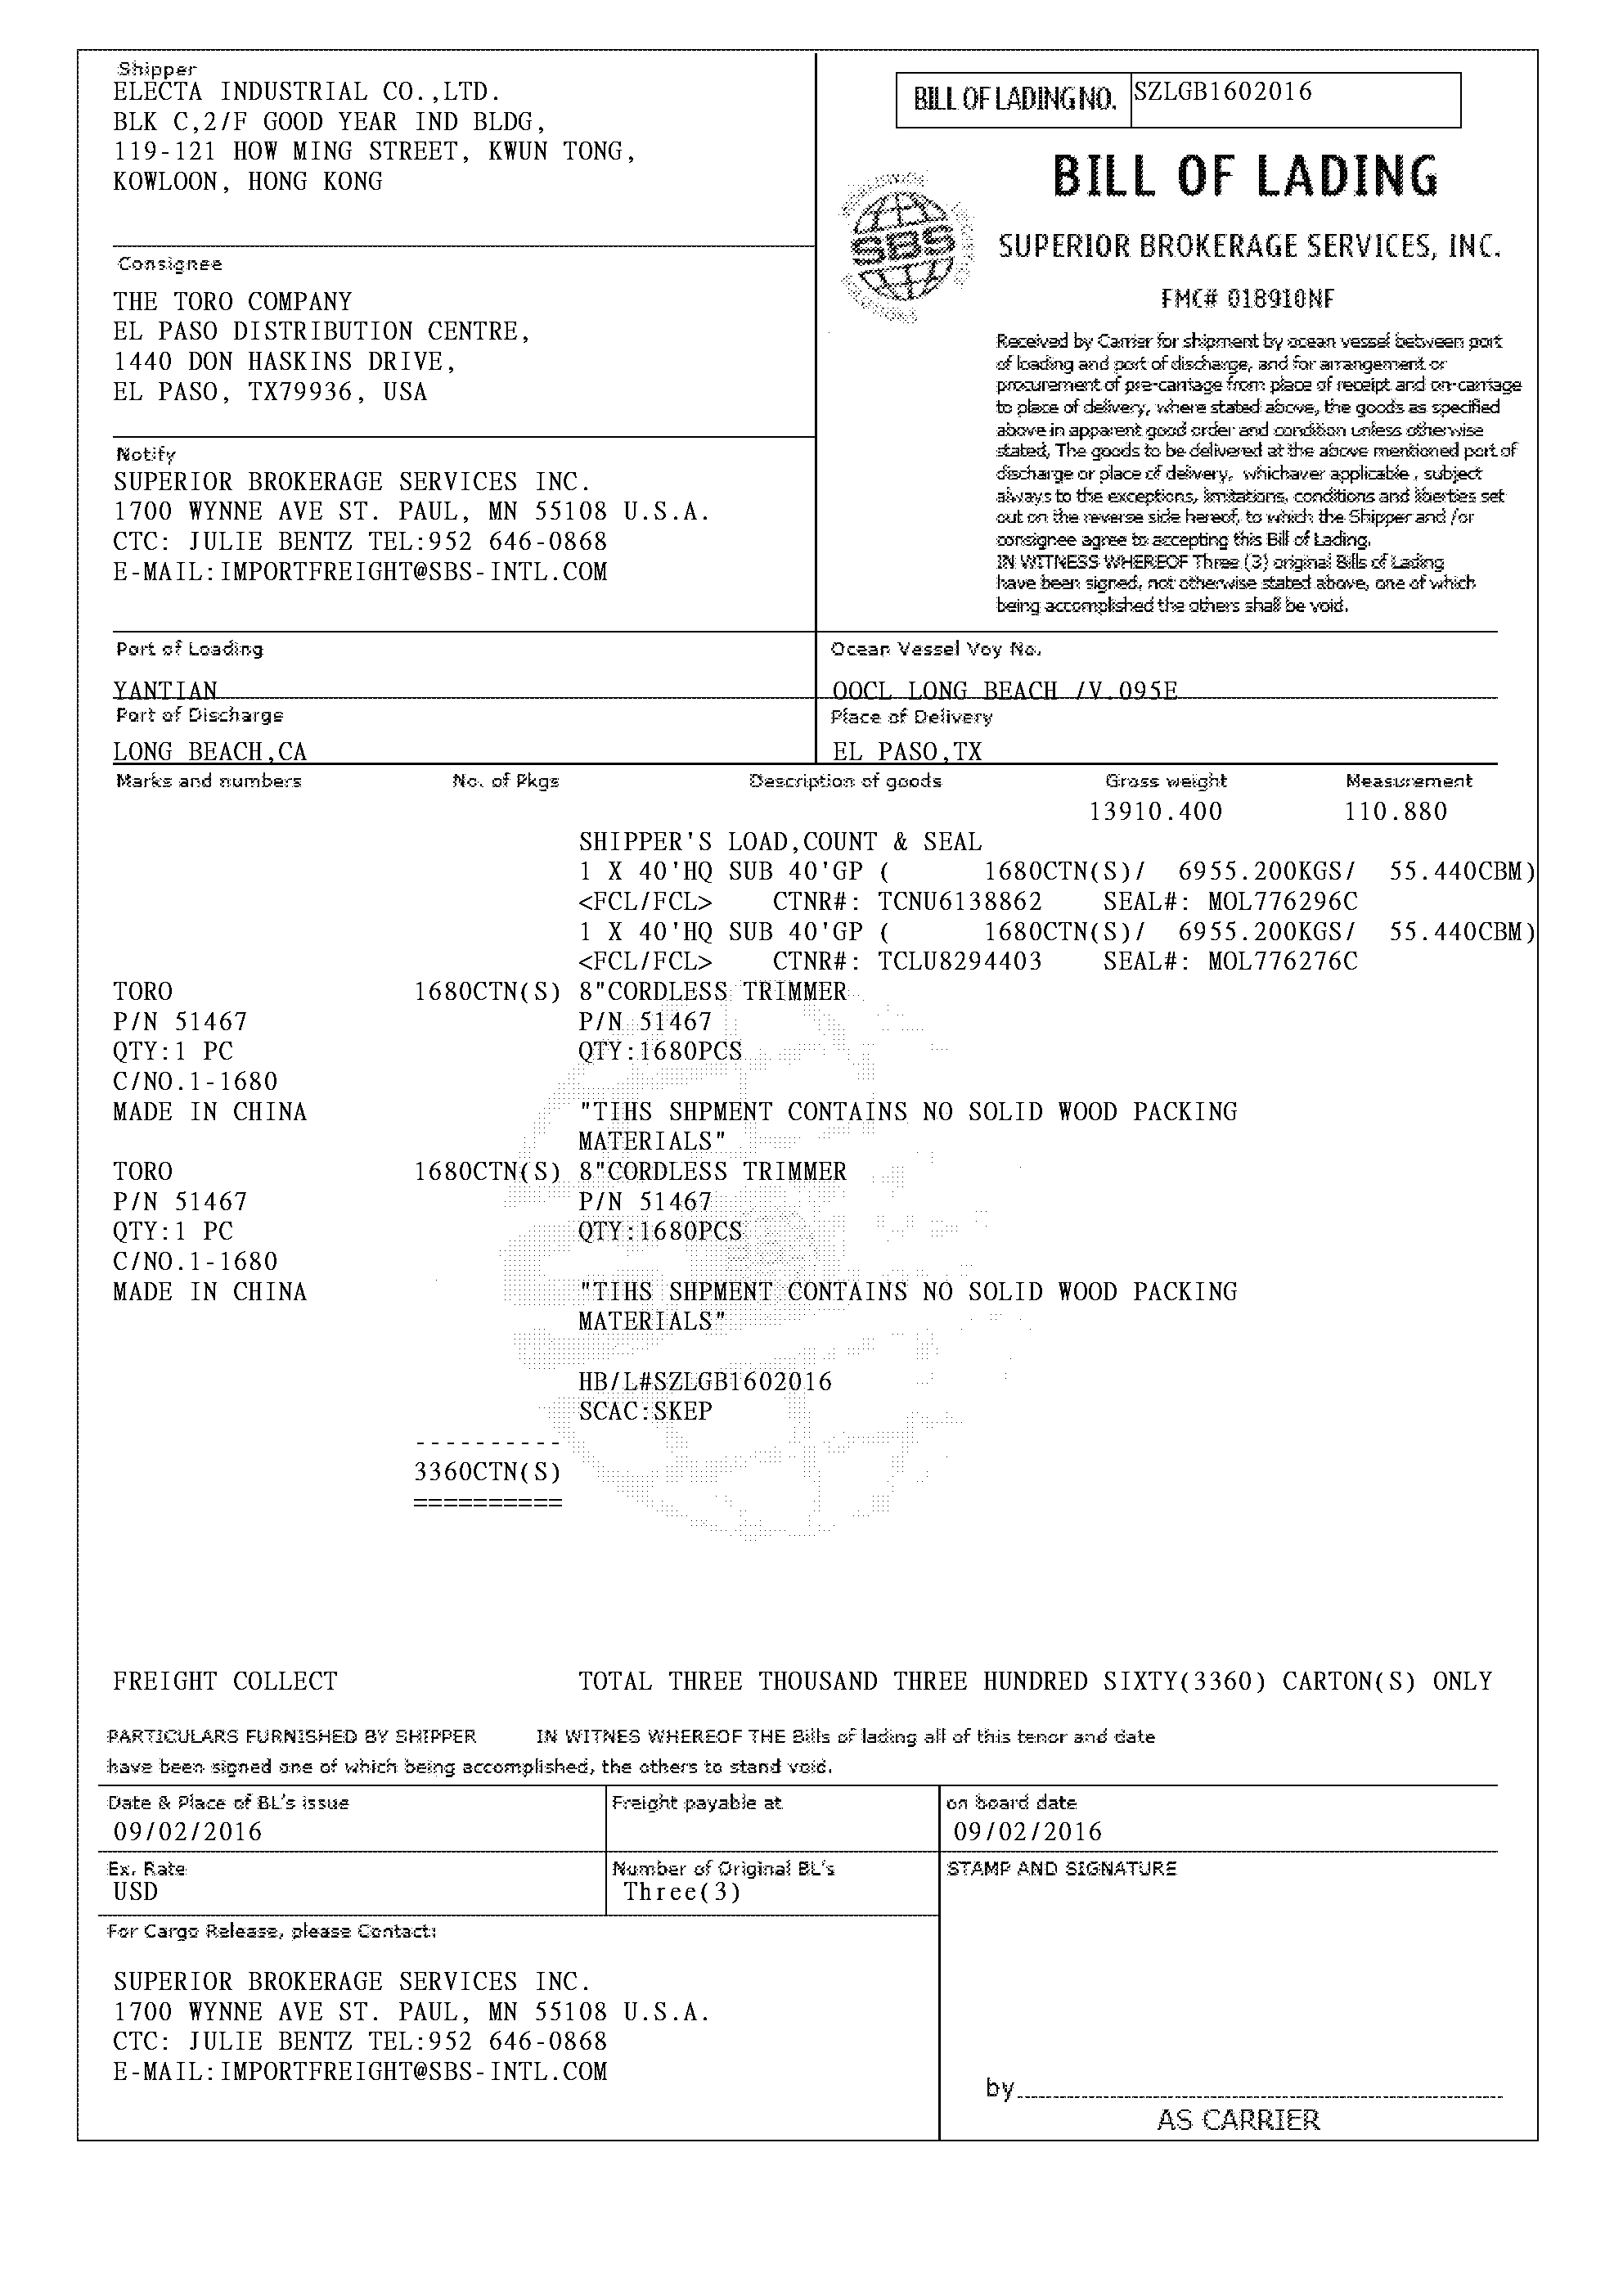 Shipper
ELECTA INDUSTRIAL CO.,LTD.
BLK C,2/F GOOD YEAR IND BLDG,
119-121 HOW MING STREET, KWUN TONG,
KOWLOON, HONG KONG
BILL OF LADING NO. SZLGB1602016
BILL OF LADING
SBS
SUPERIOR BROKERAGE SERVICES, INC.
FMC# 018910NF
Received by Carrier for shipment by ocean vessel between port
of loading and port of discharge, and for arrangement or
procurement of pre-carriage from place of receipt and on-carriage
to place of delivery, where stated above, the goods as specified
above in apparent good order and condition unless otherwise
stated, The goods to be delivered at the above mentioned port of
discharge or place of delivery, whichaver applicable , subject
always to the exceptions, limitations, conditions and liberties set
out on the reverse side hereof, to which the Shipper and /or
consignee agree to accepting this Bill of Lading.
IN WITNESS WHEREOF Three (3) original Bills of Lading
have been signed, not otherwise stated above, one of which
being accomplished the others shall be void.
Consignee
THE TORO COMPANY
EL PASO DISTRIBUTION CENTRE,
1440 DON HASKINS DRIVE,
EL PASO, TX79936, USA
Notify
SUPERIOR BROKERAGE SERVICES INC.
1700 WYNNE AVE ST. PAUL, MN 55108 U.S.A.
CTC: JULIE BENTZ TEL:952 646-0868
E-MAIL:IMPORTFREIGHT@SBS-INTL.COM
Port of Loading
YANTIAN
Ocean Vessel Voy No.
OOCL LONG BEACH /V.095E
Port of Discharge
LONG BEACH,CA
Place of Delivery
EL PASO,TX
Marks and numbers No. of Pkgs Description of goods Gross weight Measurement
13910.400 110.880
SHIPPER'S LOAD,COUNT & SEAL
1 X 40'HQ SUB 40'GP ( 1680CTN(S)/ 6955.200KGS/ 55.440CBM)
<FCL/FCL> CTNR#: TCNU6138862 SEAL#: MOL776296C
1 X 40'HQ SUB 40'GP ( 1680CTN(S)/ 6955.200KGS/ 55.440CBM)
<FCL/FCL> CTNR#: TCLU8294403 SEAL#: MOL776276C
TORO 1680CTN(S) 8"CORDLESS TRIMMER
P/N 51467 P/N 51467
QTY:1 PC QTY:1680PCS
C/NO.1-1680
MADE IN CHINA "TIHS SHPMENT CONTAINS NO SOLID WOOD PACKING
MATERIALS"
TORO 1680CTN(S) 8"CORDLESS TRIMMER
P/N 51467 P/N 51467
QTY:1 PC QTY:1680PCS
C/NO.1-1680
MADE IN CHINA "TIHS SHPMENT CONTAINS NO SOLID WOOD PACKING
MATERIALS"
HB/L#SZLGB1602016
SCAC:SKEP
----------
3360CTN(S)
==========
FREIGHT COLLECT TOTAL THREE THOUSAND THREE HUNDRED SIXTY(3360) CARTON(S) ONLY
PARTICULARS FURNISHED BY SHIPPER IN WITNES WHEREOF THE Bills of lading all of this tenor and date
have been signed one of which being accomplished, the others to stand void.
Date & Place of BL's issue
09/02/2016
Freight payable at
on board date
09/02/2016
Ex. Rate
USD
Number of Original BL's
Three(3)
STAMP AND SIGNATURE
For Cargo Release, please Contact:
SUPERIOR BROKERAGE SERVICES INC.
1700 WYNNE AVE ST. PAUL, MN 55108 U.S.A.
CTC: JULIE BENTZ TEL:952 646-0868
E-MAIL:IMPORTFREIGHT@SBS-INTL.COM
by
AS CARRIER